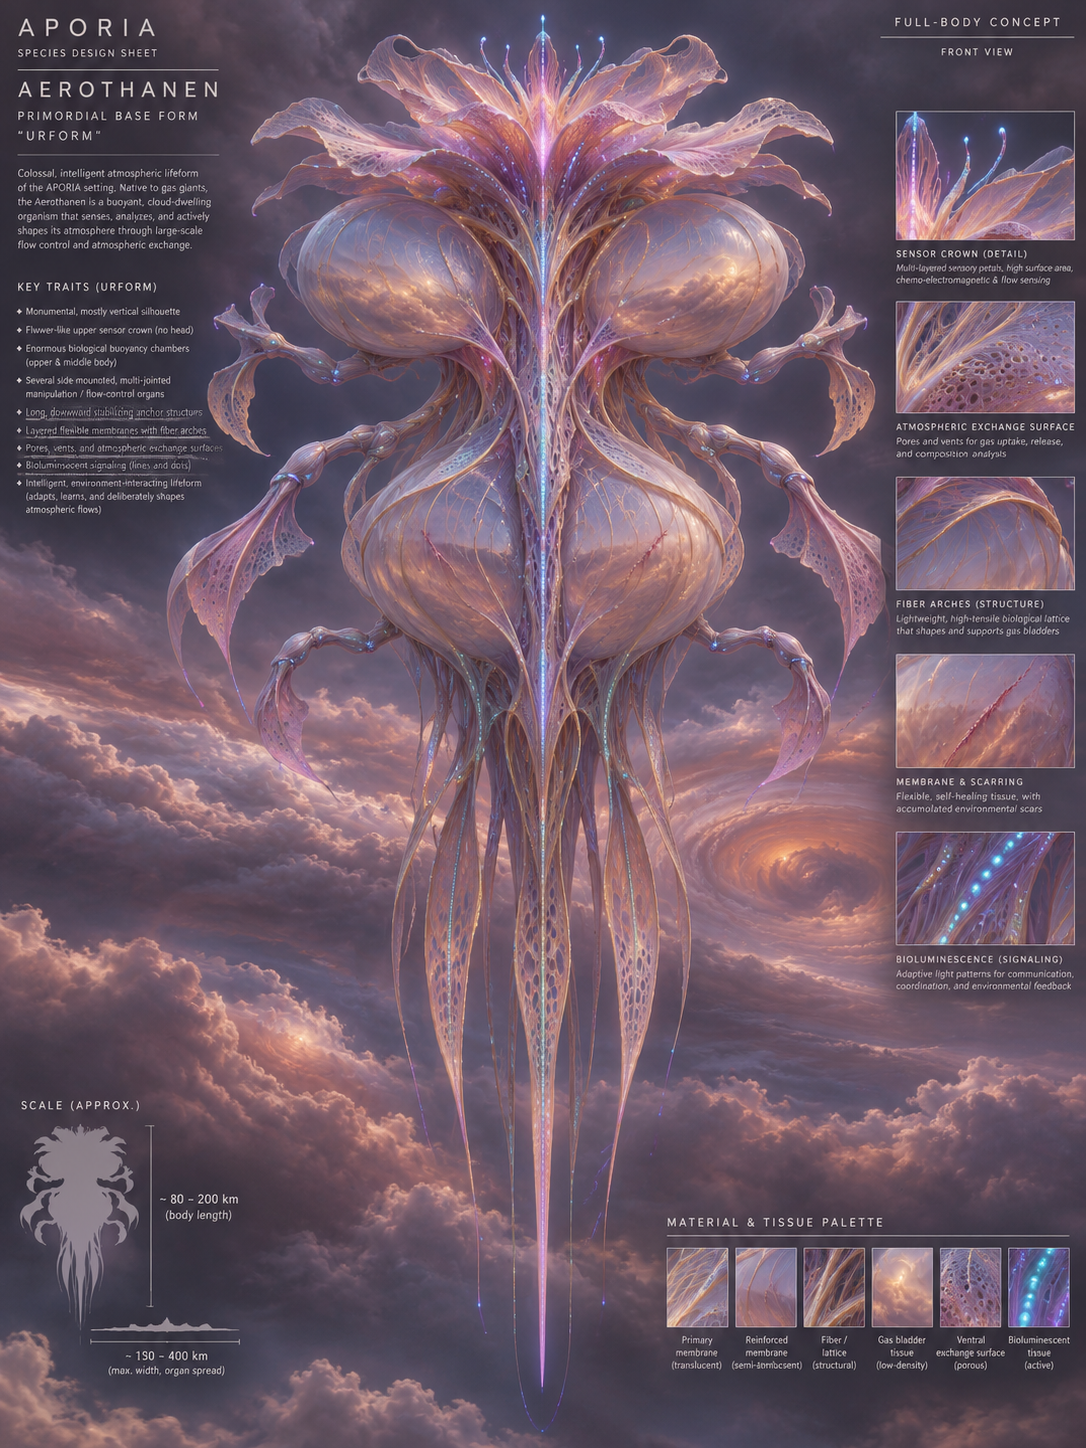 APORIA
SPECIES DESIGN SHEET
AEROTHANEN
PRIMORDIAL BASE FORM
"URFORM"
Colossal, intelligent atmospheric lifeform
of the APORIA setting. Native to gas giants,
the Aerothanen is a buoyant, cloud-dwelling
organism that senses, analyzes, and actively
shapes its atmosphere through large-scale
flow control and atmospheric exchange.
KEY TRAITS (URFORM)
Monumental, mostly vertical silhouette
Flower-like upper sensor crown (no head)
Enormous biological buoyancy chambers
(upper & middle body)
Several side mounted, multi-jointed
manipulation / flow-control organs
Long, downward stabilizing anchor structure
Layered flexible membranes with fiber arches
Pores, vents, and atmospheric exchange surfaces
Bioluminescent signaling (lines and dots)
Intelligent, environment-interacting lifeform
(adapts, learns, and deliberately shapes
atmospheric flows)
FULL-BODY CONCEPT
FRONT VIEW
SENSOR CROWN (DETAIL)
Multi-layered sensory petals, high surface area,
chemo-electromagnetic & flow sensing
ATMOSPHERIC EXCHANGE SURFACE
Pores and vents for gas uptake, release,
and composition analysis
FIBER ARCHES (STRUCTURE)
Lightweight, high-tensile biological lattice
that shapes and supports gas bladders
MEMBRANE & SCARRING
Flexible, self-healing tissue, with
accumulated environmental scars
BIOLUMINESCENCE (SIGNALING)
Adaptive light patterns for communication,
coordination, and environmental feedback
SCALE (APPROX.)
~ 80 – 200 km
(body length)
~ 150 – 400 km
(max. width, organ spread)
MATERIAL & TISSUE PALETTE
Primary
membrane
(translucent)
Reinforced
membrane
Fiber /
lattice
(structural)
Gas bladder
tissue
(low-density)
Ventral
exchange surface
(porous)
Bioluminescent
tissue
(active)